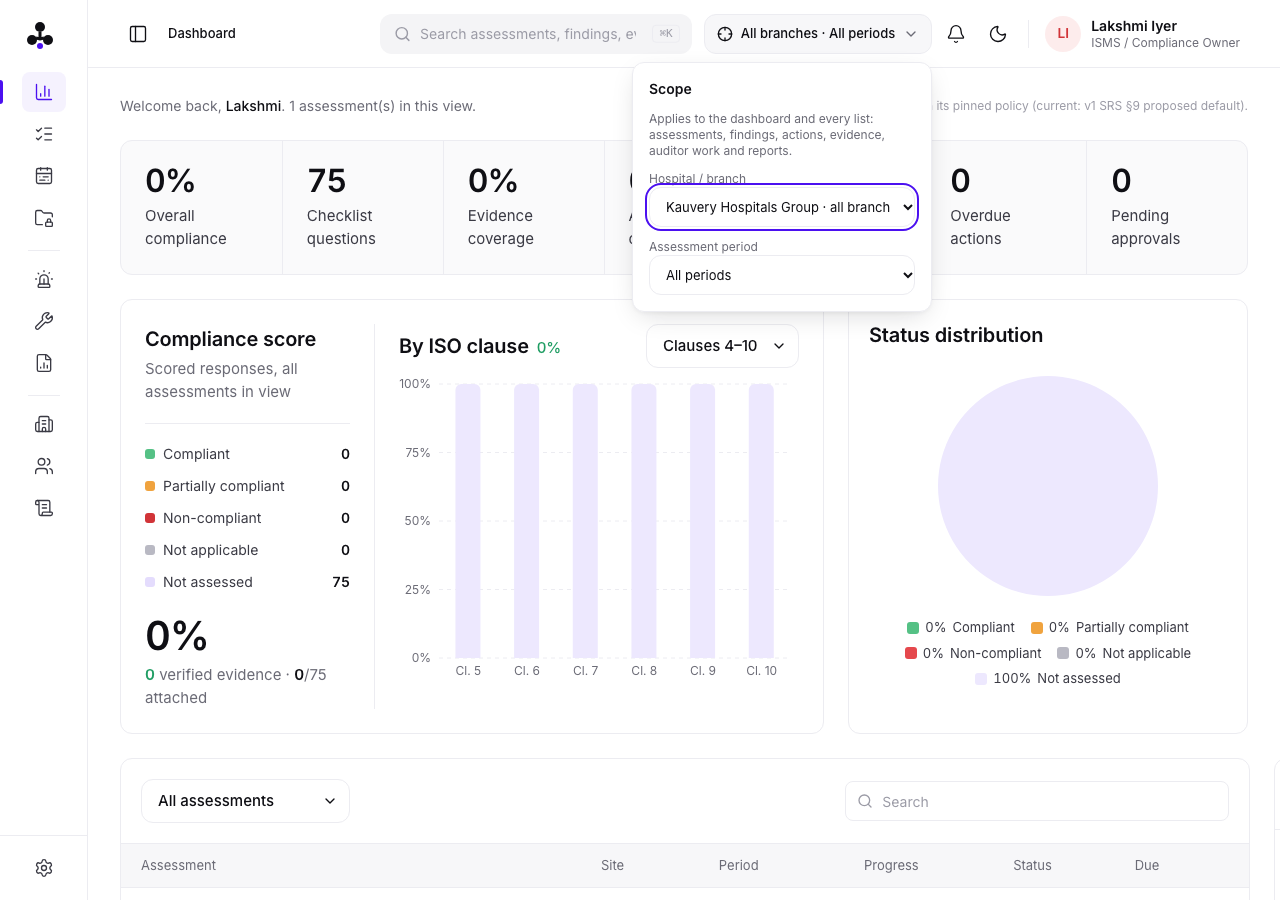 Dashboard
Search assessments, findings, ev
⌘K
All branches · All periods
LI
Lakshmi Iyer
ISMS / Compliance Owner
Welcome back, Lakshmi. 1 assessment(s) in this view.
its pinned policy (current: v1 SRS §9 proposed default).
Scope
Applies to the dashboard and every list:
assessments, findings, actions, evidence,
auditor work and reports.
Hospital / branch
Kauvery Hospitals Group · all branch
Assessment period
All periods
0%
Overall
compliance
75
Checklist
questions
0%
Evidence
coverage
0
Overdue
actions
0
Pending
approvals
Compliance score
Scored responses, all
assessments in view
Compliant 0
Partially compliant 0
Non-compliant 0
Not applicable 0
Not assessed 75
0%
0 verified evidence · 0/75
attached
By ISO clause 0%
Clauses 4–10
100%
75%
50%
25%
0%
Cl. 5 Cl. 6 Cl. 7 Cl. 8 Cl. 9 Cl. 10
Status distribution
0% Compliant 0% Partially compliant
0% Non-compliant 0% Not applicable
100% Not assessed
All assessments
Search
Assessment Site Period Progress Status Due